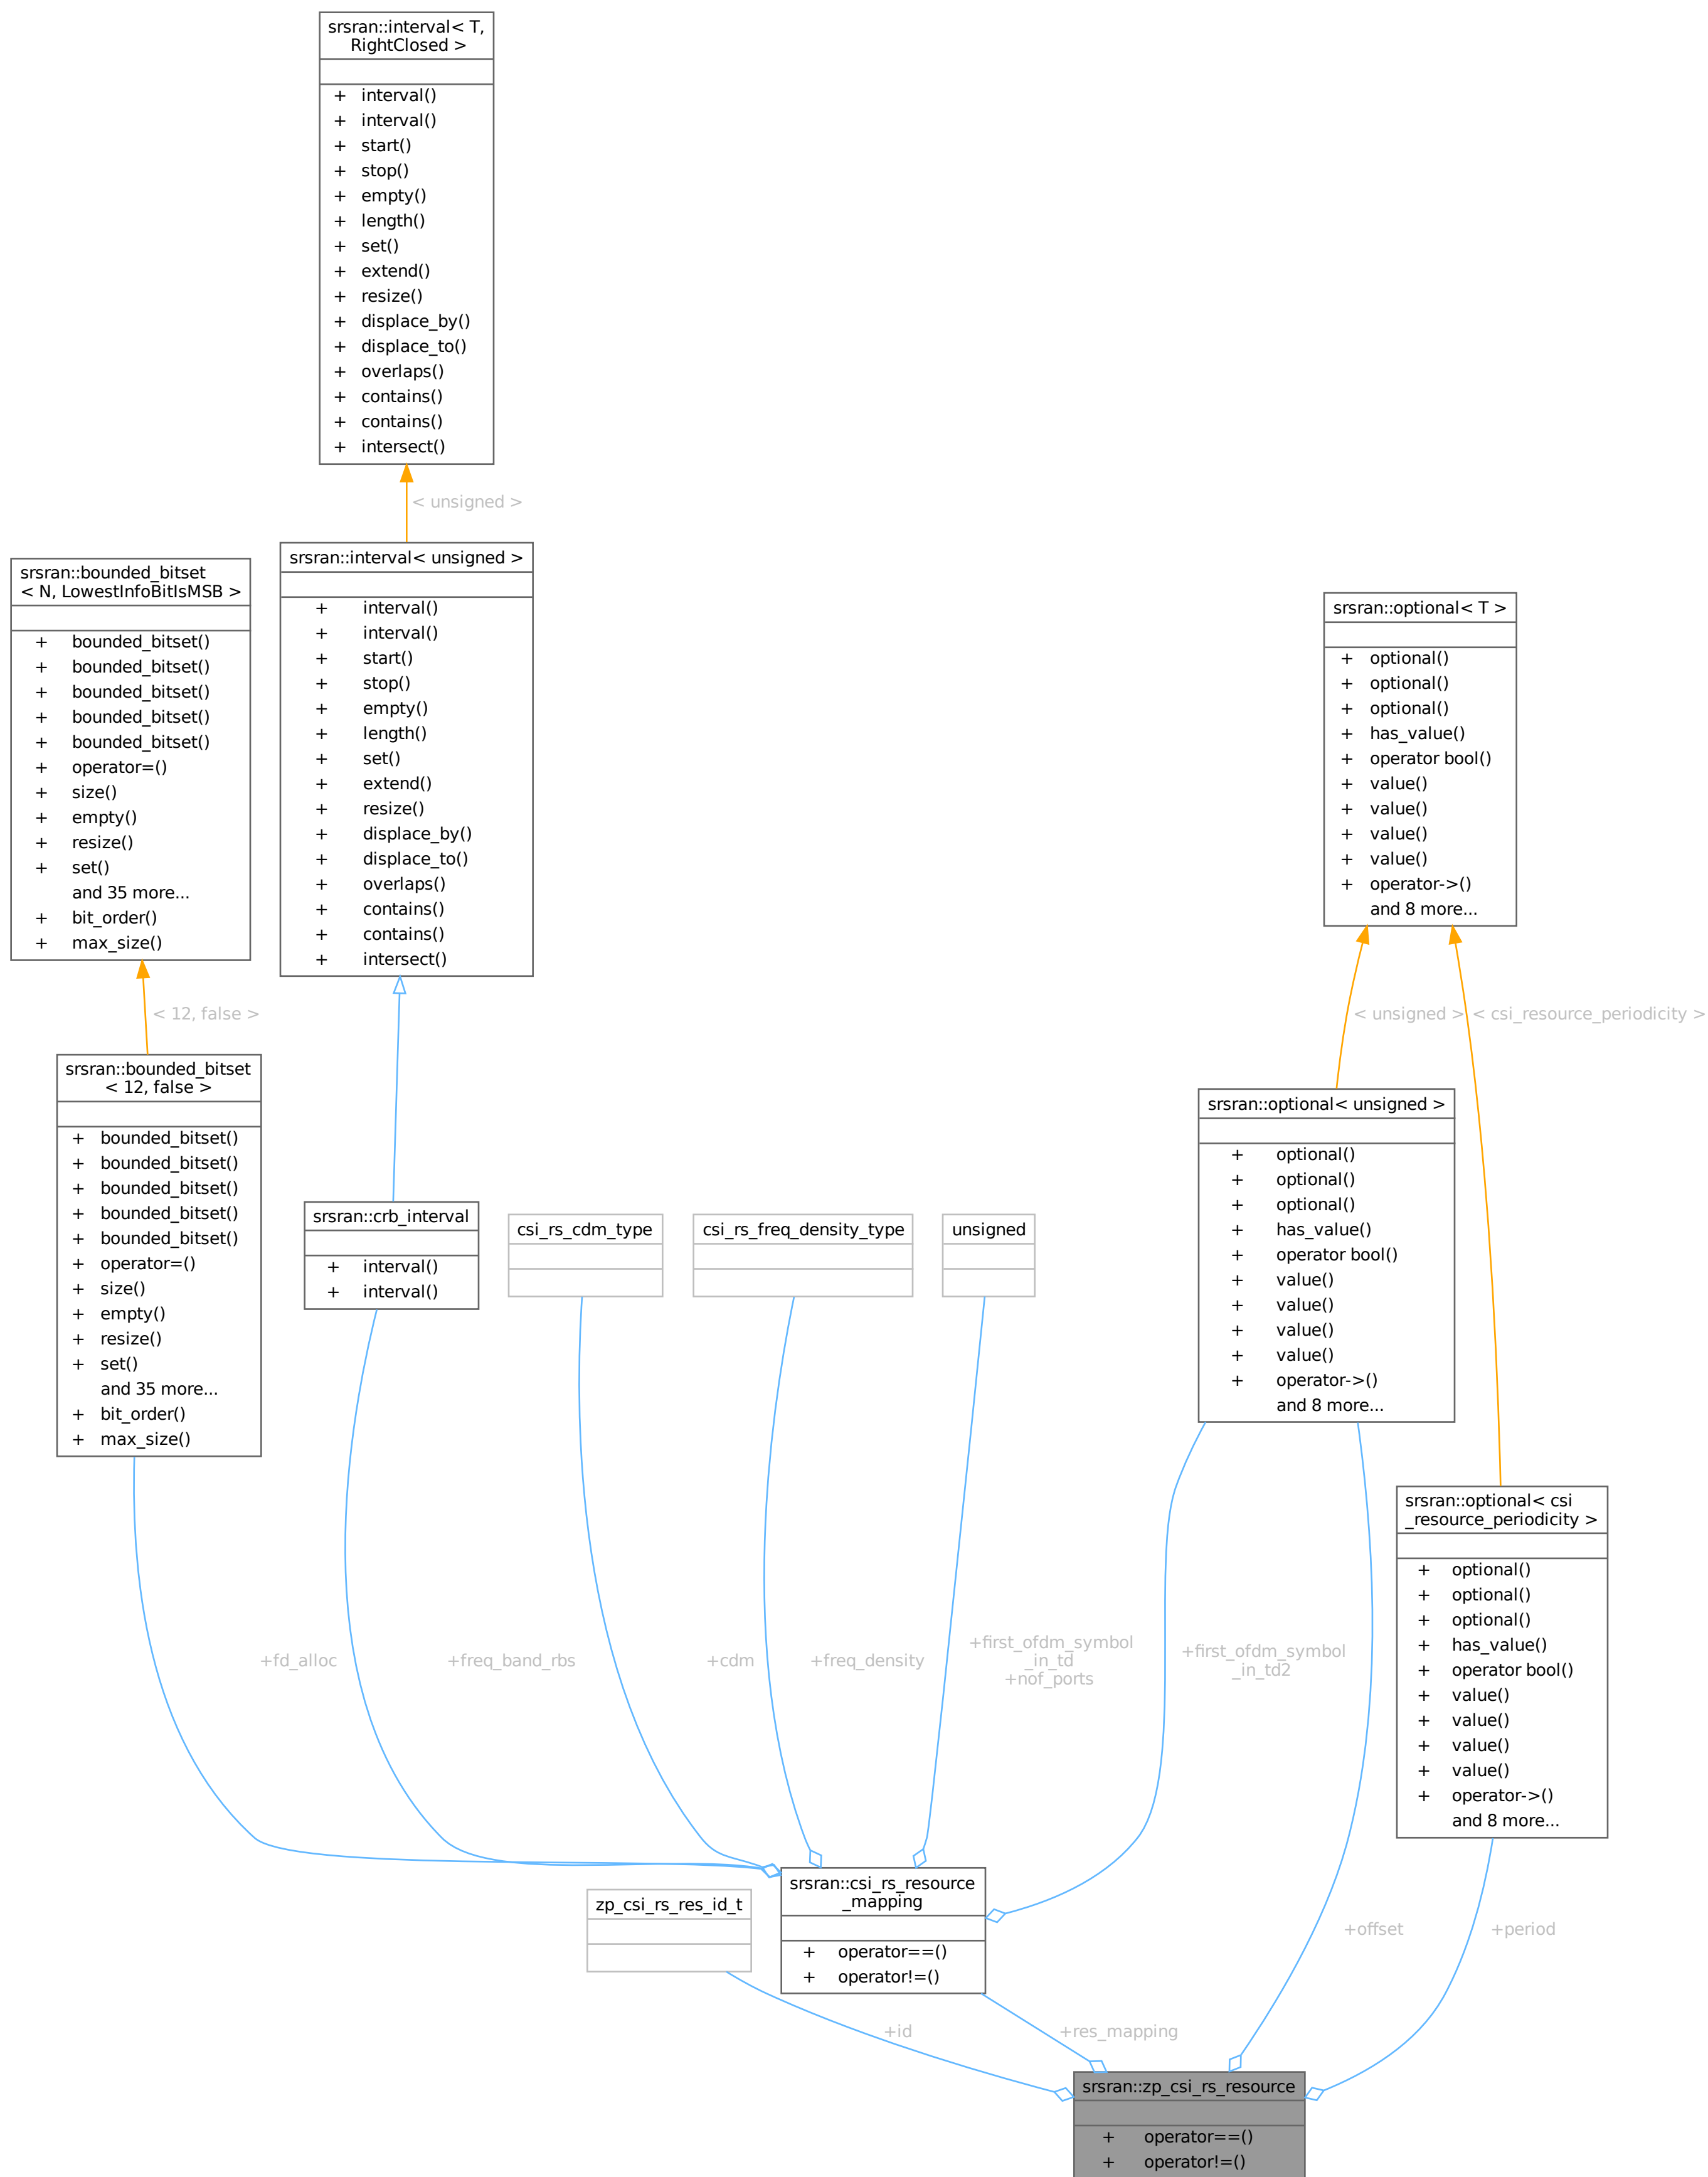 srsran::interval< T,
RightClosed >
+ interval()
+ interval()
+ start()
+ stop()
+ empty()
+ length()
+ set()
+ extend()
+ resize()
+ displace_by()
+ displace_to()
+ overlaps()
+ contains()
+ contains()
+ intersect()
< unsigned >
srsran::interval< unsigned >
+ interval()
+ interval()
+ start()
+ stop()
+ empty()
+ length()
+ set()
+ extend()
+ resize()
+ displace_by()
+ displace_to()
+ overlaps()
+ contains()
+ contains()
+ intersect()
srsran::bounded_bitset
< N, LowestInfoBitIsMSB >
+ bounded_bitset()
+ bounded_bitset()
+ bounded_bitset()
+ bounded_bitset()
+ bounded_bitset()
+ operator=()
+ size()
+ empty()
+ resize()
+ set()
and 35 more...
+ bit_order()
+ max_size()
srsran::optional< T >
+ optional()
+ optional()
+ optional()
+ has_value()
+ operator bool()
+ value()
+ value()
+ value()
+ value()
+ operator->()
and 8 more...
< 12, false >
< unsigned >
< csi_resource_periodicity >
srsran::bounded_bitset
< 12, false >
+ bounded_bitset()
+ bounded_bitset()
+ bounded_bitset()
+ bounded_bitset()
+ bounded_bitset()
+ operator=()
+ size()
+ empty()
+ resize()
+ set()
and 35 more...
+ bit_order()
+ max_size()
srsran::crb_interval
+ interval()
+ interval()
csi_rs_cdm_type
csi_rs_freq_density_type
unsigned
srsran::optional< unsigned >
+ optional()
+ optional()
+ optional()
+ has_value()
+ operator bool()
+ value()
+ value()
+ value()
+ value()
+ operator->()
and 8 more...
srsran::optional< csi
_resource_periodicity >
+ optional()
+ optional()
+ optional()
+ has_value()
+ operator bool()
+ value()
+ value()
+ value()
+ value()
+ operator->()
and 8 more...
+fd_alloc
+freq_band_rbs
+cdm
+freq_density
+first_ofdm_symbol
_in_td
+nof_ports
+first_ofdm_symbol
_in_td2
zp_csi_rs_res_id_t
srsran::csi_rs_resource
_mapping
+ operator==()
+ operator!=()
+offset
+period
+id
+res_mapping
srsran::zp_csi_rs_resource
+ operator==()
+ operator!=()